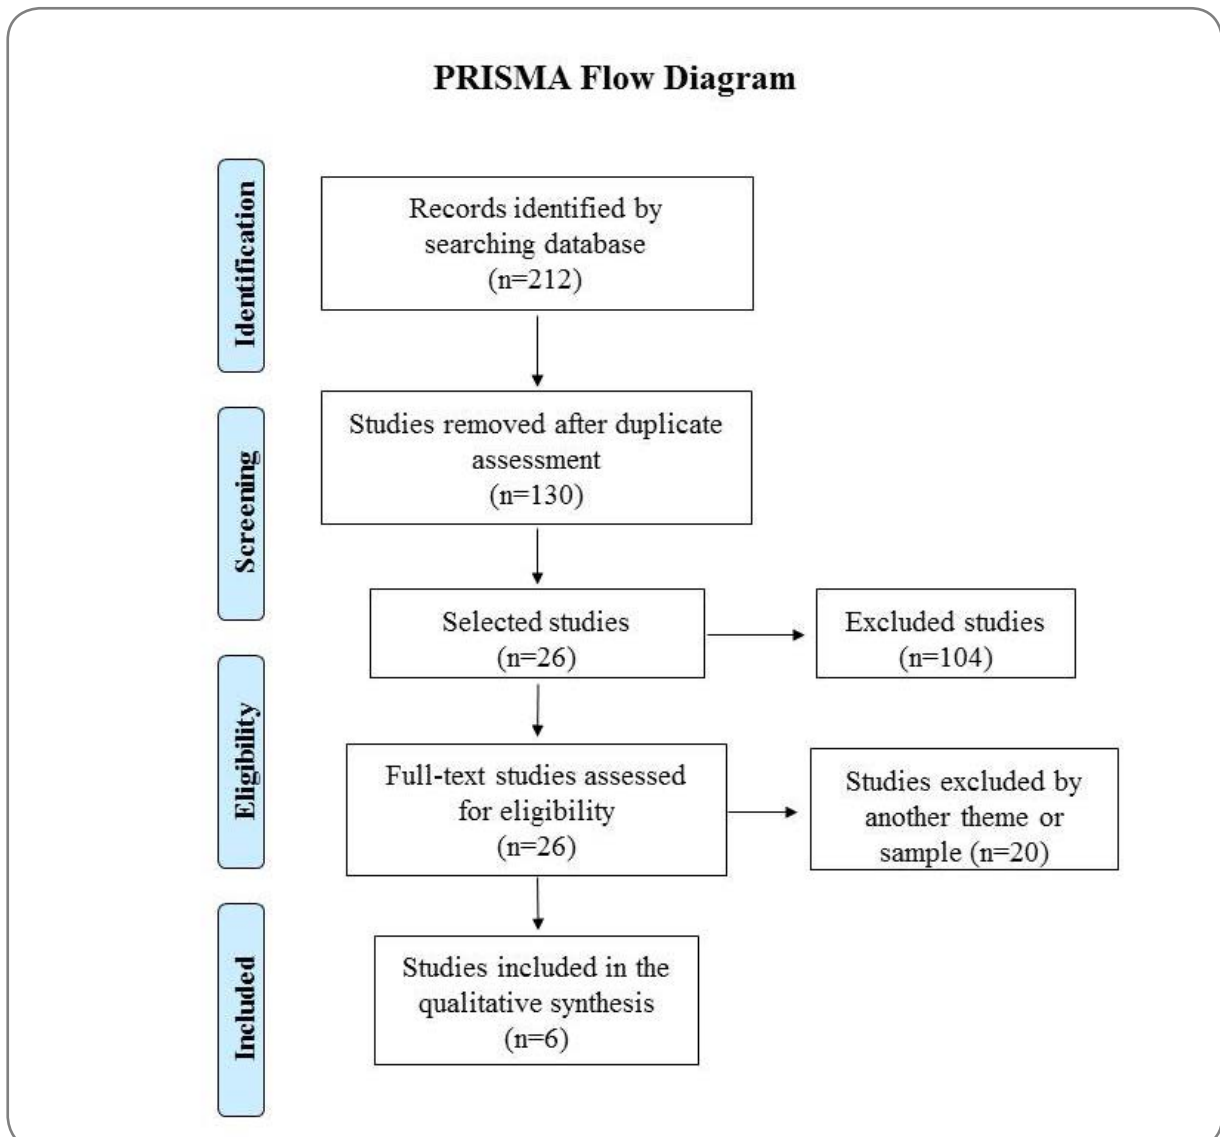 PRISMA Flow Diagram
Identification
Records identified by
searching database
(n=212)
Screening
Studies removed after duplicate
assessment
(n=130)
Selected studies
(n=26)
Excluded studies
(n=104)
Eligibility
Full-text studies assessed
for eligibility
(n=26)
Studies excluded by
another theme or
sample (n=20)
Included
Studies included in the
qualitative synthesis
(n=6)